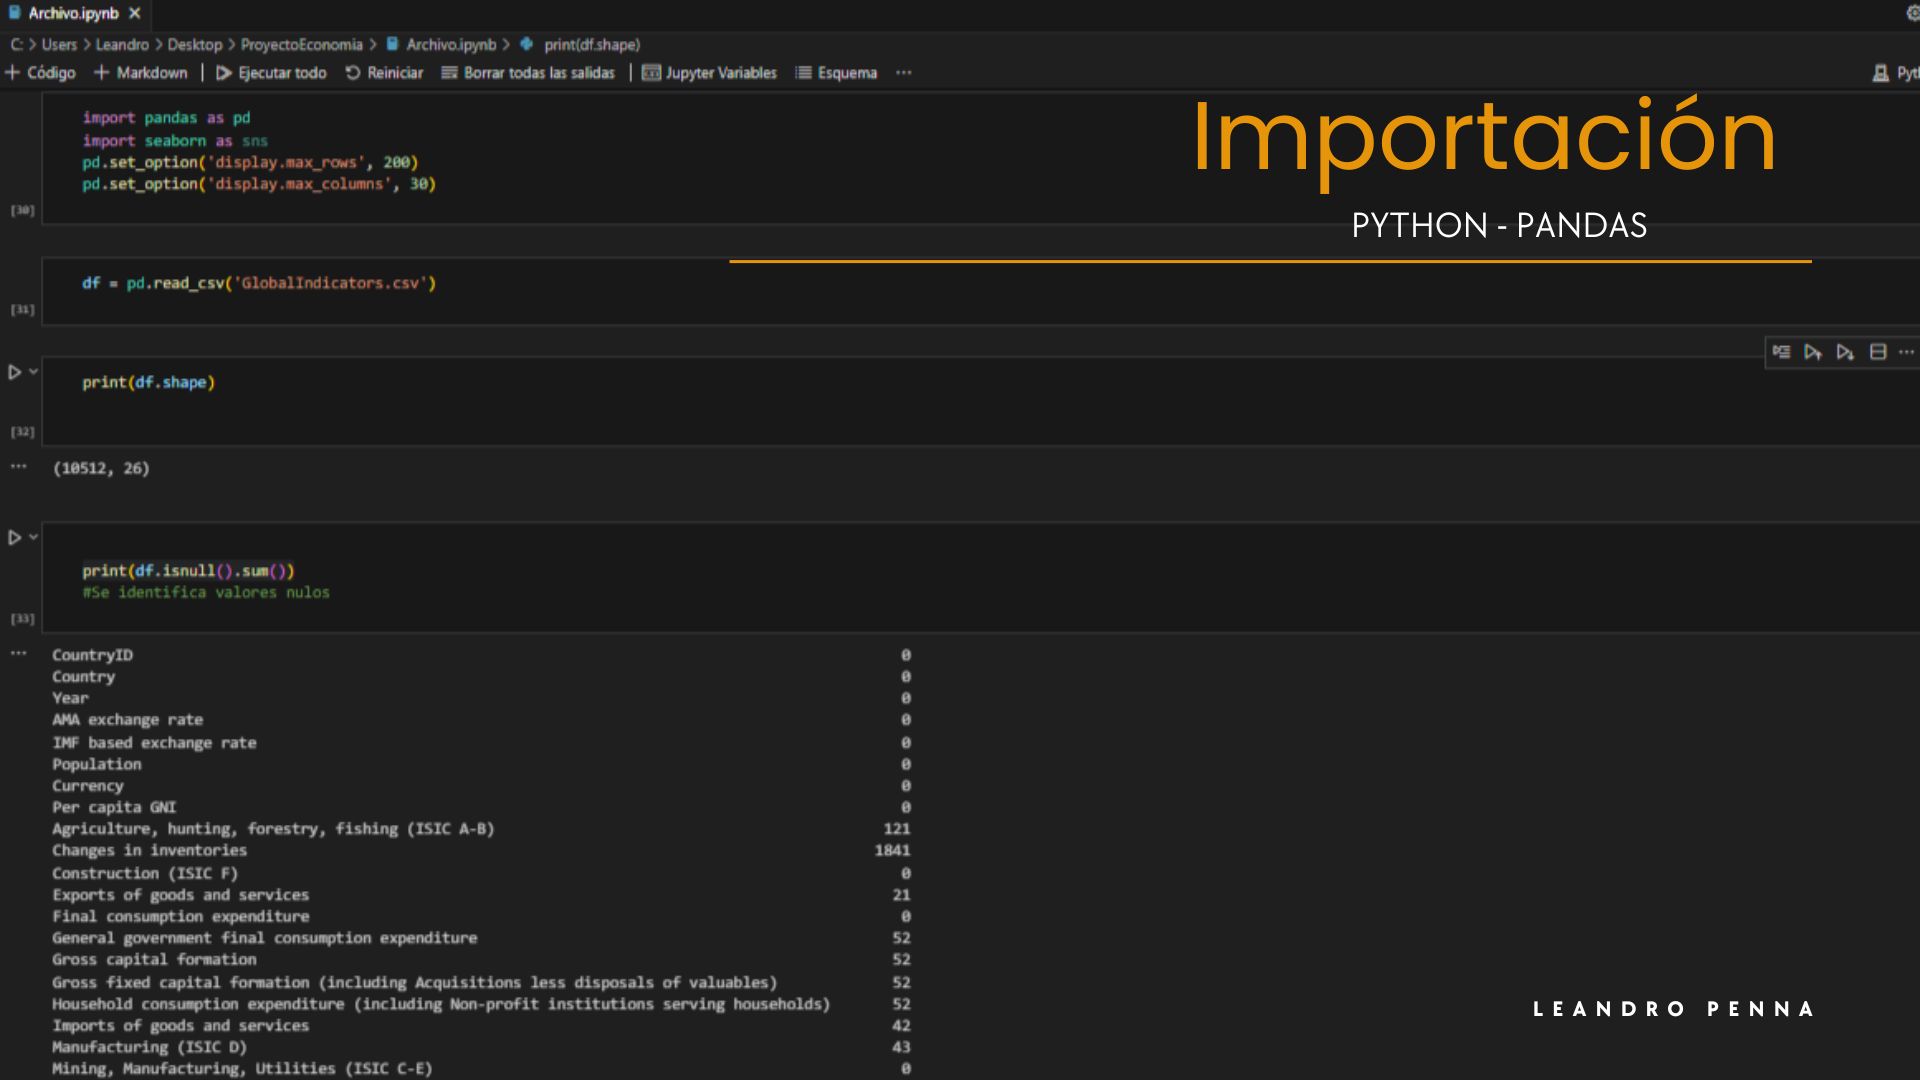 Archivo.ipynb
C: > Users > Leandro > Desktop > ProyectoEconomia > Archivo.ipynb > print(df.shape)
+ Código + Markdown | Ejecutar todo Reiniciar Borrar todas las salidas | Jupyter Variables Esquema ...
Importación
PYTHON - PANDAS
import pandas as pd
import seaborn as sns
pd.set_option('display.max_rows', 200)
pd.set_option('display.max_columns', 30)
[30]
df = pd.read_csv('GlobalIndicators.csv')
[31]
print(df.shape)
[32]
(10512, 26)
print(df.isnull().sum())
#Se identifica valores nulos
[33]
CountryID 0
Country 0
Year 0
AMA exchange rate 0
IMF based exchange rate 0
Population 0
Currency 0
Per capita GNI 0
Agriculture, hunting, forestry, fishing (ISIC A-B) 121
Changes in inventories 1841
Construction (ISIC F) 0
Exports of goods and services 21
Final consumption expenditure 0
General government final consumption expenditure 52
Gross capital formation 52
Gross fixed capital formation (including Acquisitions less disposals of valuables) 52
Household consumption expenditure (including Non-profit institutions serving households) 52
Imports of goods and services 42
Manufacturing (ISIC D) 43
Mining, Manufacturing, Utilities (ISIC C-E) 0
LEANDRO PENNA